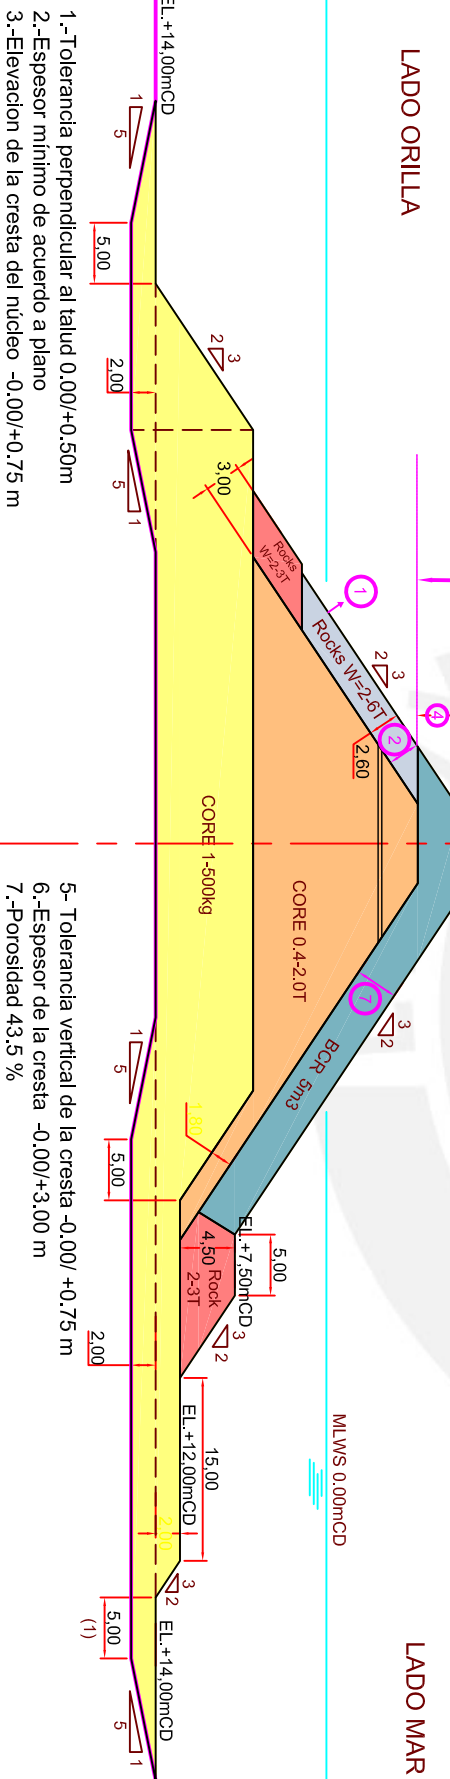 LADO ORILLA
LADO MAR
EL.+14,00mCD
MLWS 0.00mCD
1
4
2
7
3
2
3
2
3
2
3
2
3
2
Rocks W=2-6T
Rocks
W=2-3T
2,60
3,00
BCR 5m3
CORE 0.4-2.0T
CORE 1-500kg
1.80
EL.+7,50mCD
5,00
4,50
Rock
2-3T
15,00
EL.+12,00mCD
2.00
EL.+14,00mCD
1
5
5,00
2,00
1
5
1
5
5,00
2,00
5,00
(1)
1
5
1.-Tolerancia perpendicular al talud 0.00/+0.50m
2.-Espesor mínimo de acuerdo a plano
3.-Elevacion de la cresta del núcleo -0.00/+0.75 m
5- Tolerancia vertical de la cresta -0.00/ +0.75 m
6.-Espesor de la cresta -0.00/+3.00 m
7.-Porosidad 43.5 %